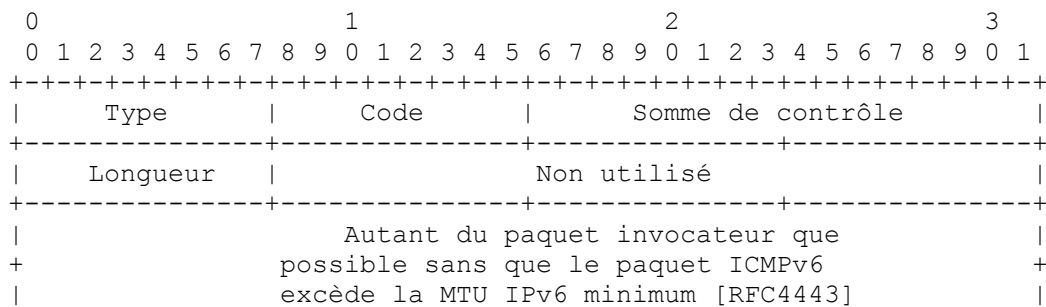 0                   1                   2                   3
0 1 2 3 4 5 6 7 8 9 0 1 2 3 4 5 6 7 8 9 0 1 2 3 4 5 6 7 8 9 0 1
+-+-+-+-+-+-+-+-+-+-+-+-+-+-+-+-+-+-+-+-+-+-+-+-+-+-+-+-+-+-+-+-+
|     Type      |     Code      |      Somme de contrôle        |
+---------------+---------------+---------------+---------------+
|    Longueur   |                Non utilisé                    |
+---------------+---------------+---------------+---------------+
|                    Autant du paquet invocateur que            |
+                possible sans que le paquet ICMPv6             +
|                excède la MTU IPv6 minimum [RFC4443]           |